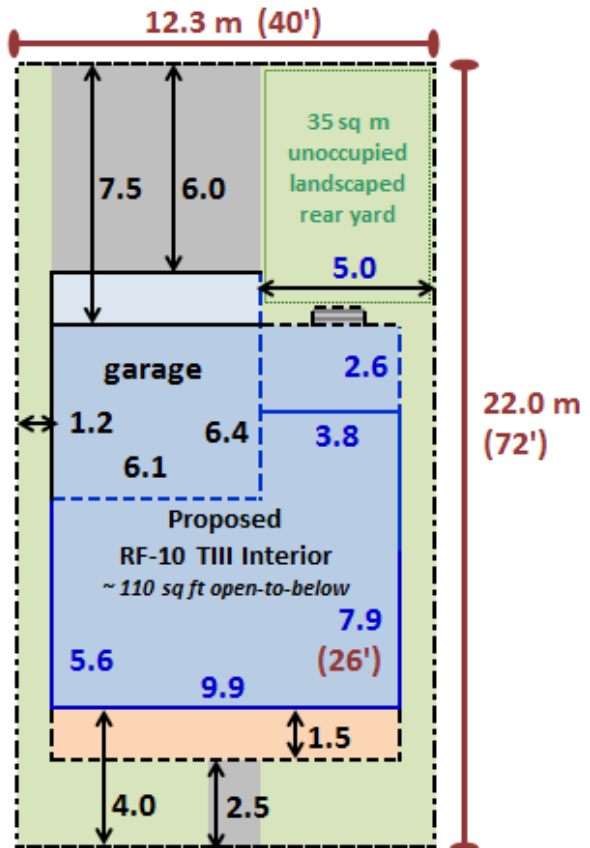 12.3 m (40')
35 sq m
unoccupied
landscaped
rear yard
7.5
6.0
5.0
garage
2.6
1.2
6.4
3.8
22.0 m
(72')
6.1
Proposed
RF-10 TIII Interior
~ 110 sq ft open-to-below
7.9
(26')
5.6
9.9
1.5
4.0
2.5